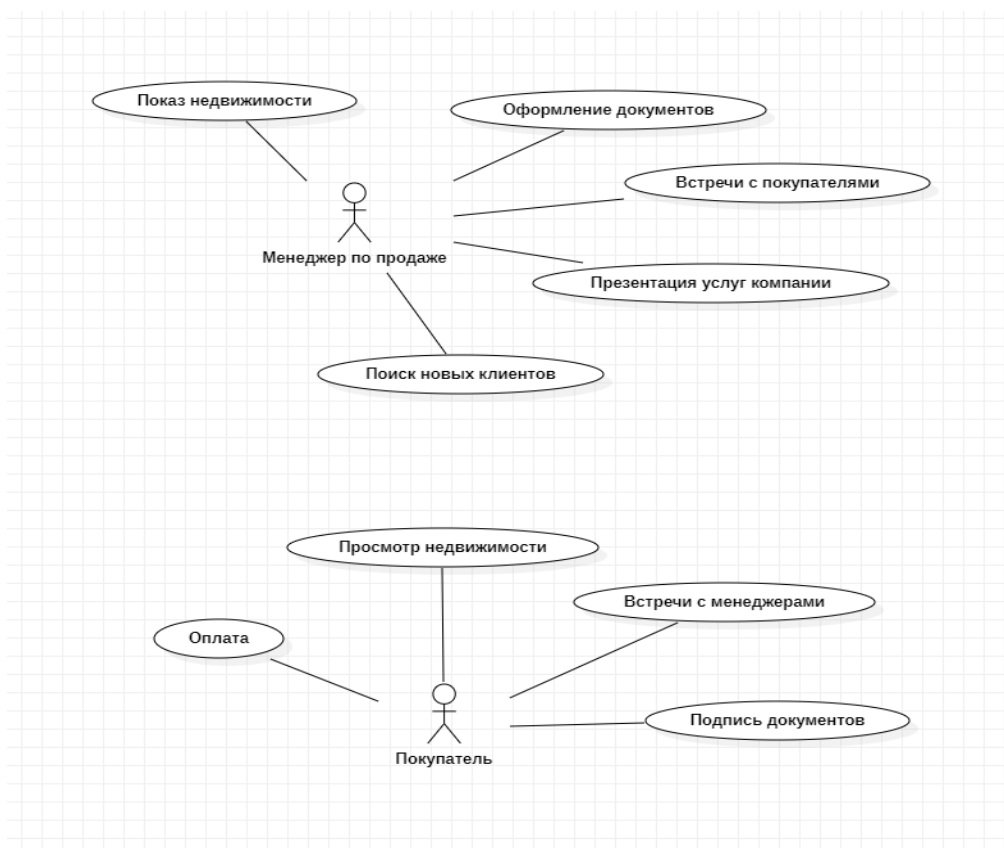 Показ недвижимости
Оформление документов
Встречи с покупателями
Менеджер по продаже
Презентация услуг компании
Поиск новых клиентов
Просмотр недвижимости
Встречи с менеджерами
Оплата
Подпись документов
Покупатель